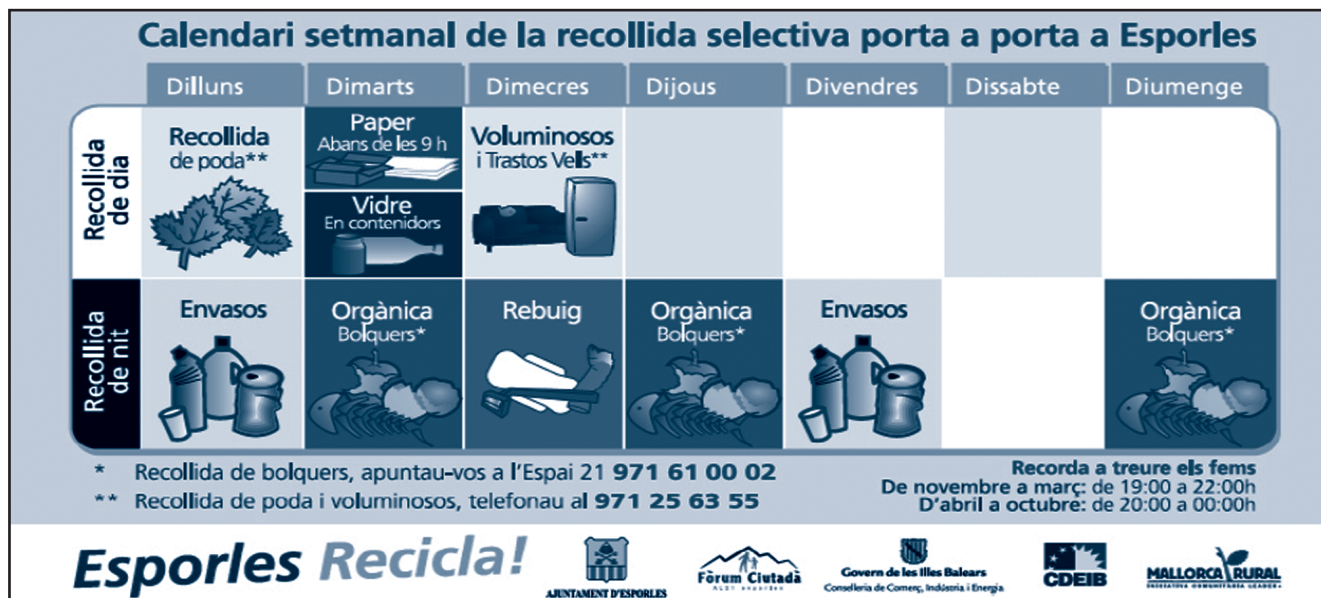 Calendari setmanal de la recollida selectiva porta a porta a Esporles
Dilluns Dimarts Dimecres Dijous Divendres Dissabte Diumenge
Recollida
de dia
Recollida
de poda**
Paper
Abans de les 9 h
Vidre
En contenidors
Voluminosos
i Trastos Vells**
Recollida
de nit
Envasos
Orgànica
Bolquers*
Rebuig
Orgànica
Bolquers*
Envasos
Orgànica
Bolquers*
* Recollida de bolquers, apuntau-vos a l'Espai 21 971 61 00 02
** Recollida de poda i voluminosos, telefonau al 971 25 63 55
Recorda a treure els fems
De novembre a març: de 19:00 a 22:00h
D'abril a octubre: de 20:00 a 00:00h
Esporles Recicla!
AJUNTAMENT D'ESPORLES
Fòrum Ciutadà
Govern de les Illes Balears
Conselleria de Comerç, Indústria i Energia
CDEIB
MALLORCA RURAL
INICIATIVA COMUNITÀRIA LEADER+